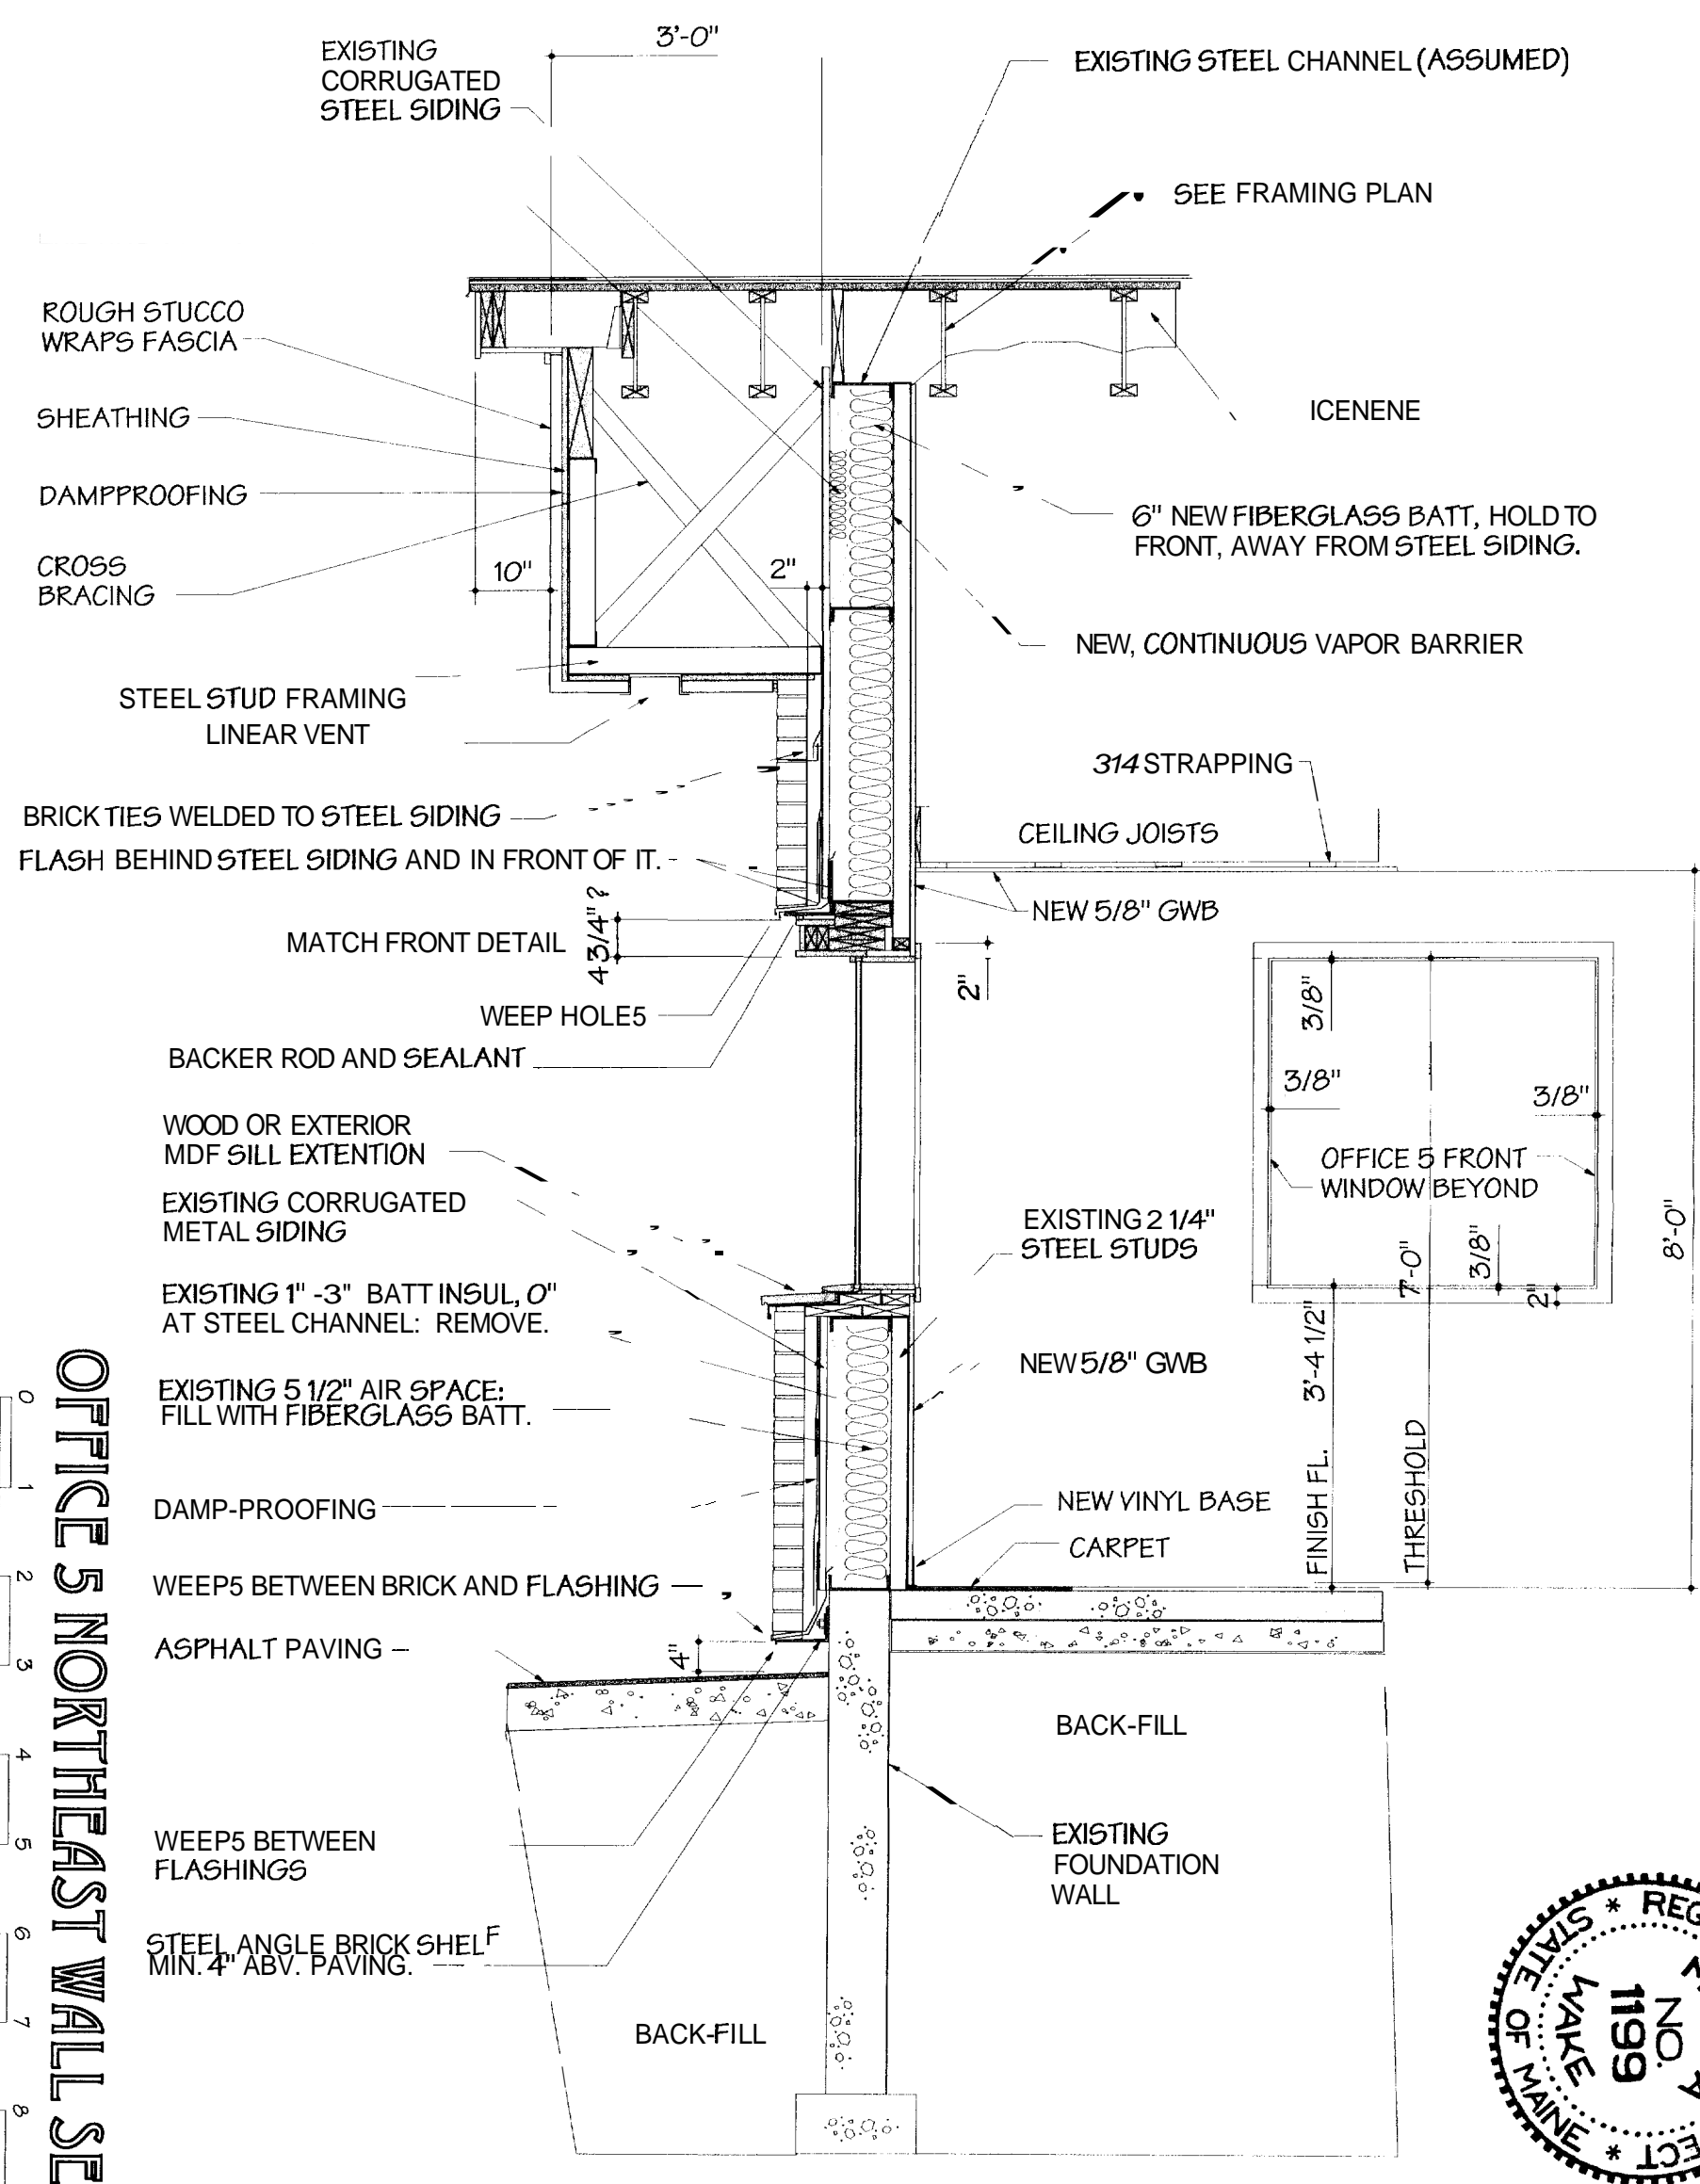 3'-0"
EXISTING
CORRUGATED
STEEL SIDING
EXISTING STEEL CHANNEL (ASSUMED)
SEE FRAMING PLAN
ROUGH STUCCO
WRAPS FASCIA
SHEATHING
DAMPPROOFING
CROSS
BRACING
10"
2"
ICENENE
6" NEW FIBERGLASS BATT, HOLD TO
FRONT, AWAY FROM STEEL SIDING.
NEW, CONTINUOUS VAPOR BARRIER
STEEL STUD FRAMING
LINEAR VENT
314 STRAPPING
BRICK TIES WELDED TO STEEL SIDING
CEILING JOISTS
FLASH BEHIND STEEL SIDING AND IN FRONT OF IT.
NEW 5/8" GWB
MATCH FRONT DETAIL
43/4" ?
2"
WEEP HOLE5
BACKER ROD AND SEALANT
3/8"
3/8"
3/8"
OFFICE 5 FRONT
WINDOW BEYOND
WOOD OR EXTERIOR
MDF SILL EXTENTION
EXISTING CORRUGATED
METAL SIDING
EXISTING 2 1/4"
STEEL STUDS
8'-0"
7'-0"
3/8"
2"
3'-4 1/2"
EXISTING 1" -3" BATT INSUL, 0"
AT STEEL CHANNEL: REMOVE.
NEW 5/8" GWB
EXISTING 5 1/2" AIR SPACE:
FILL WITH FIBERGLASS BATT.
FINISH FL.
THRESHOLD
DAMP-PROOFING
NEW VINYL BASE
CARPET
WEEP5 BETWEEN BRICK AND FLASHING
ASPHALT PAVING
4"
BACK-FILL
WEEP5 BETWEEN
FLASHINGS
EXISTING
FOUNDATION
WALL
STEEL ANGLE BRICK SHELF
MIN. 4" ABV. PAVING.
BACK-FILL
OFFICE 5 NORTHEAST WALL SE
0 1 2 3 4 5 6 7 8
STATE OF MAINE * REG
WAKE
NO.
1199
ECT *